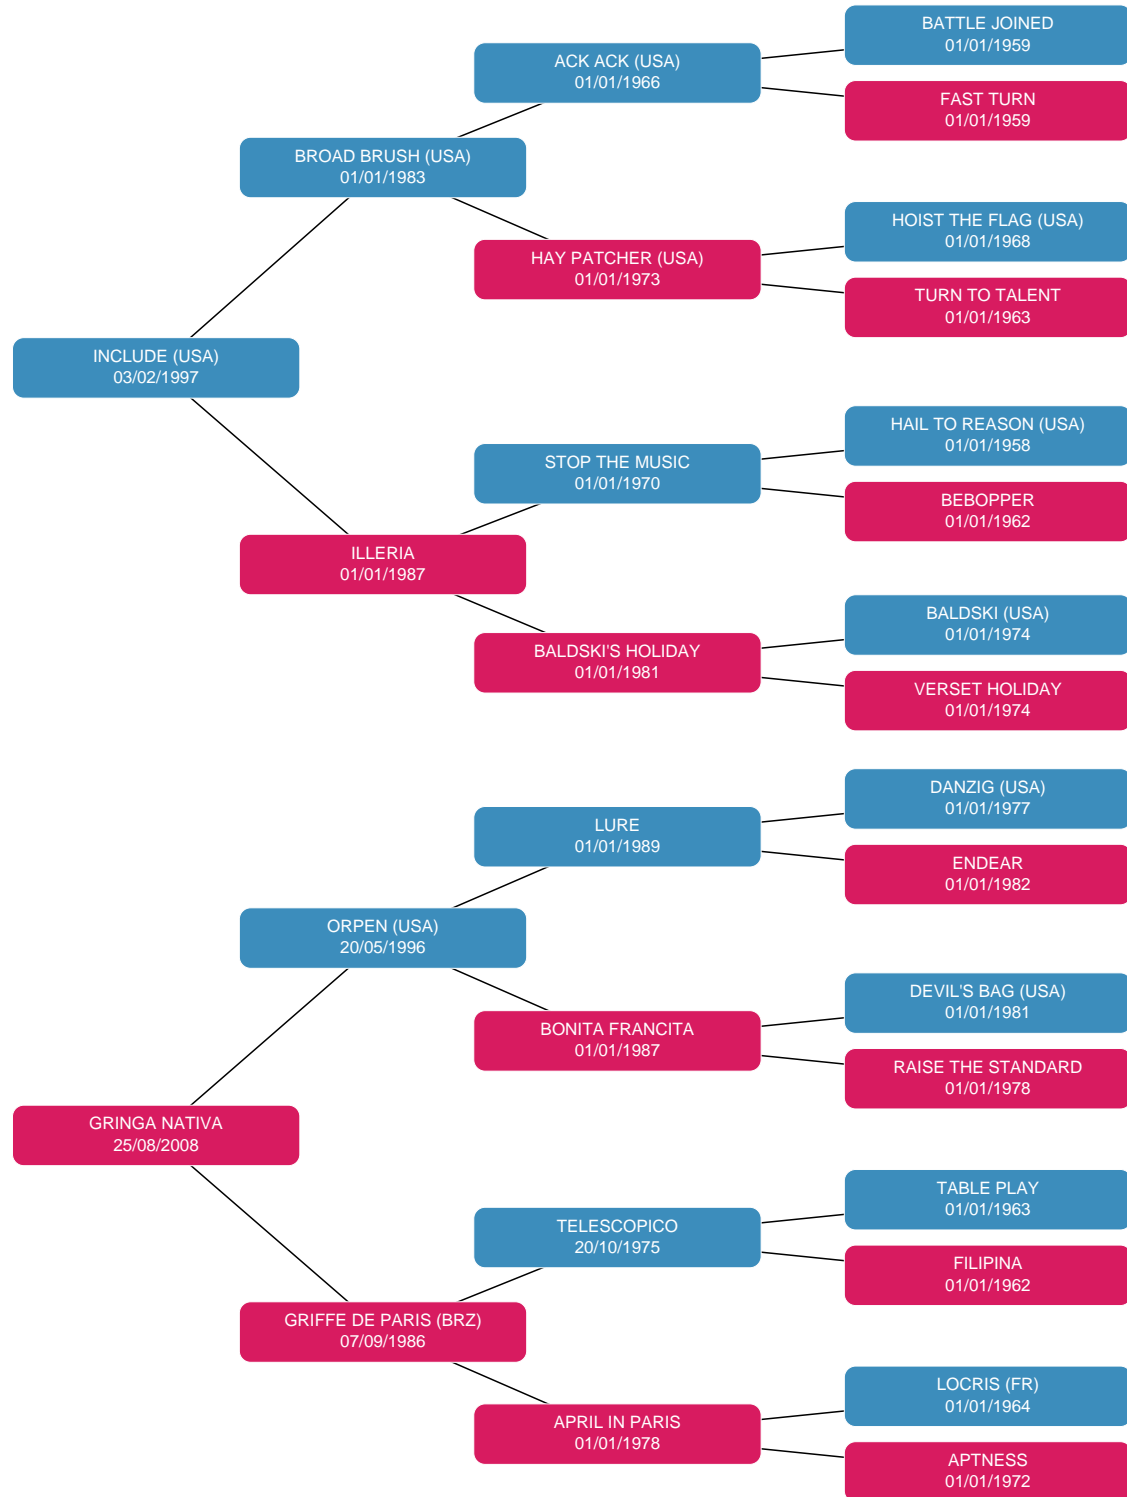 BATTLE JOINED
01/01/1959
ACK ACK (USA)
01/01/1966
FAST TURN
01/01/1959
BROAD BRUSH (USA)
01/01/1983
HOIST THE FLAG (USA)
01/01/1968
HAY PATCHER (USA)
01/01/1973
TURN TO TALENT
01/01/1963
INCLUDE (USA)
03/02/1997
HAIL TO REASON (USA)
01/01/1958
STOP THE MUSIC
01/01/1970
BEBOPPER
01/01/1962
ILLERIA
01/01/1987
BALDSKI (USA)
01/01/1974
BALDSKI'S HOLIDAY
01/01/1981
VERSET HOLIDAY
01/01/1974
DANZIG (USA)
01/01/1977
LURE
01/01/1989
ENDEAR
01/01/1982
ORPEN (USA)
20/05/1996
DEVIL'S BAG (USA)
01/01/1981
BONITA FRANCITA
01/01/1987
RAISE THE STANDARD
01/01/1978
GRINGA NATIVA
25/08/2008
TABLE PLAY
01/01/1963
TELESCOPICO
20/10/1975
FILIPINA
01/01/1962
GRIFFE DE PARIS (BRZ)
07/09/1986
LOCRIS (FR)
01/01/1964
APRIL IN PARIS
01/01/1978
APTNESS
01/01/1972